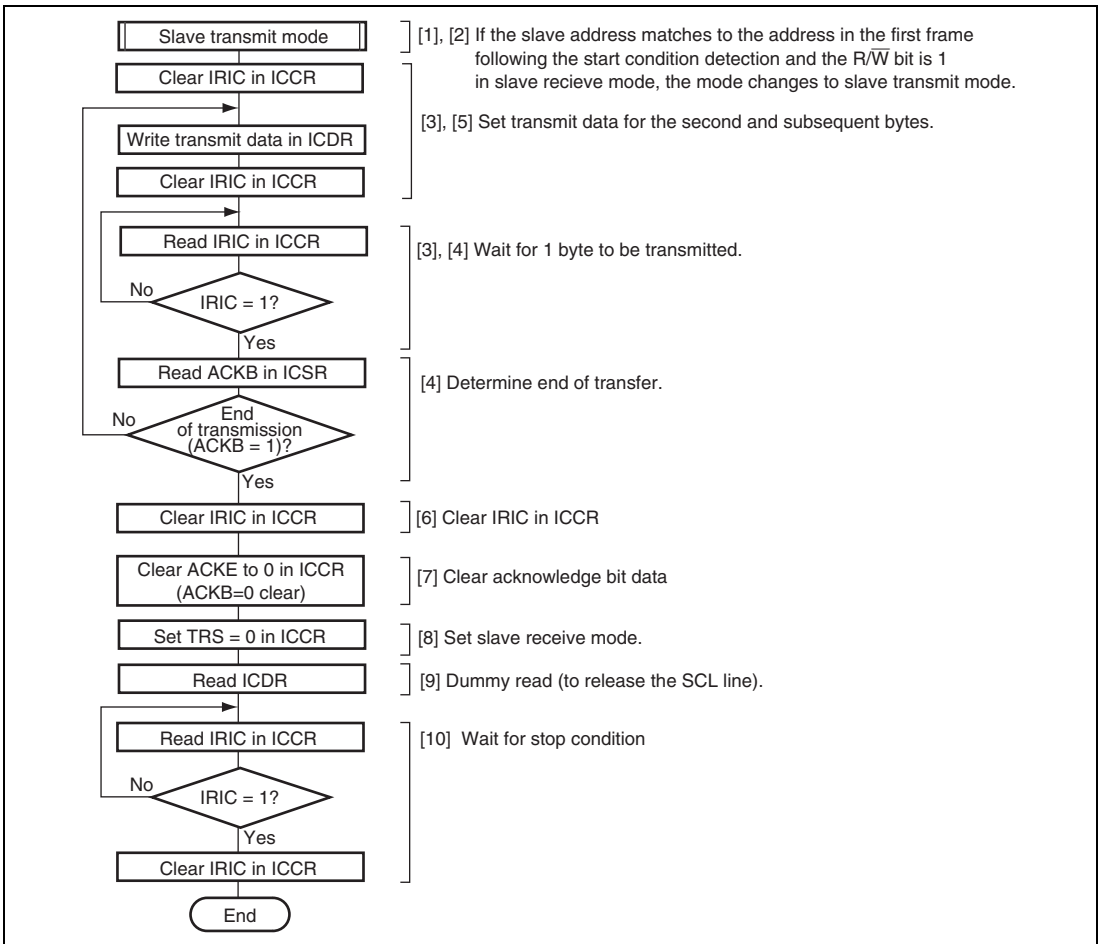 Slave transmit mode
[1], [2] If the slave address matches to the address in the first frame
following the start condition detection and the R/W̅ bit is 1
in slave recieve mode, the mode changes to slave transmit mode.
Clear IRIC in ICCR
[3], [5] Set transmit data for the second and subsequent bytes.
Write transmit data in ICDR
Clear IRIC in ICCR
Read IRIC in ICCR
[3], [4] Wait for 1 byte to be transmitted.
No
IRIC = 1?
Yes
Read ACKB in ICSR
[4] Determine end of transfer.
No
End
of transmission
(ACKB = 1)?
Yes
Clear IRIC in ICCR
[6] Clear IRIC in ICCR
Clear ACKE to 0 in ICCR
(ACKB=0 clear)
[7] Clear acknowledge bit data
Set TRS = 0 in ICCR
[8] Set slave receive mode.
Read ICDR
[9] Dummy read (to release the SCL line).
Read IRIC in ICCR
[10] Wait for stop condition
No
IRIC = 1?
Yes
Clear IRIC in ICCR
End